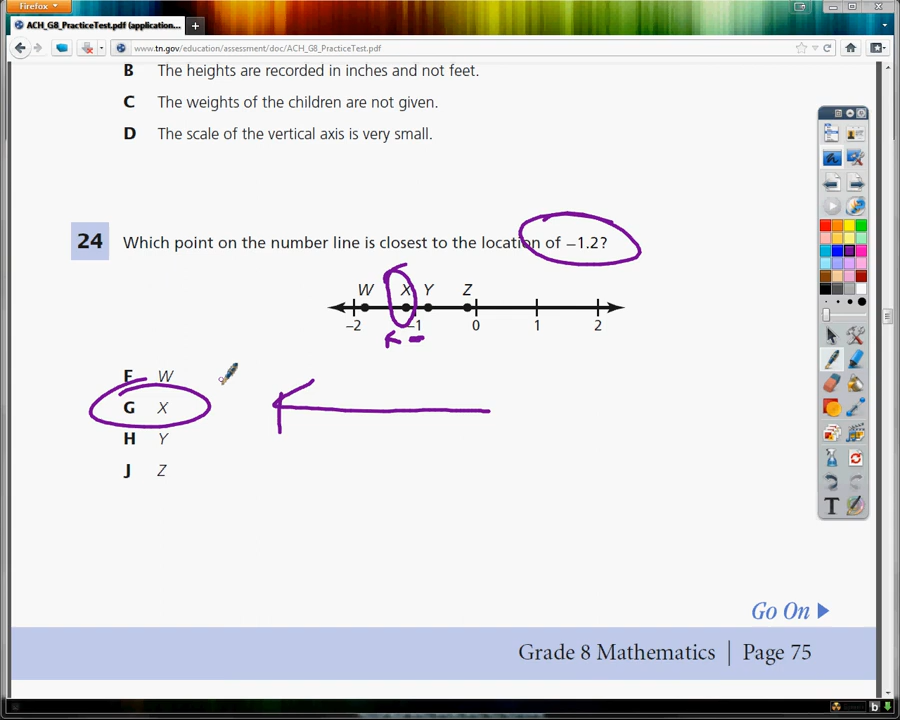 Firefox
ACH_G8_PracticeTest.pdf (application...
www.tn.gov/education/assessment/doc/ACH_G8_PracticeTest.pdf
B The heights are recorded in inches and not feet.
C The weights of the children are not given.
D The scale of the vertical axis is very small.
24 Which point on the number line is closest to the location of −1.2?
W X Y Z
−2 −1 0 1 2
F W
G X
H Y
J Z
T
Go On
Grade 8 Mathematics | Page 75
b